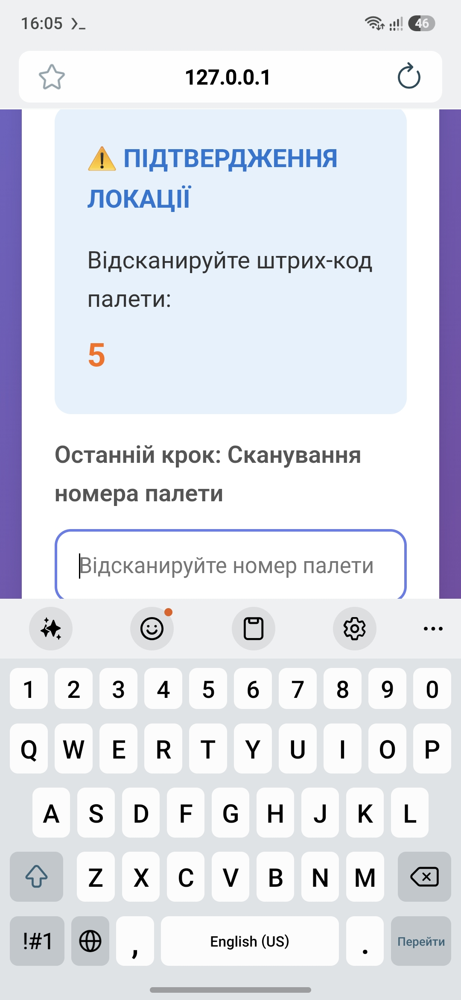 16:05
46
127.0.0.1
⚠️ ПІДТВЕРДЖЕННЯ
ЛОКАЦІЇ
Відсканируйте штрих-код
палети:
5
Останній крок: Сканування
номера палети
Відсканируйте номер палети
1 2 3 4 5 6 7 8 9 0
Q W E R T Y U I O P
A S D F G H J K L
Z X C V B N M
!#1 , English (US) . Перейти